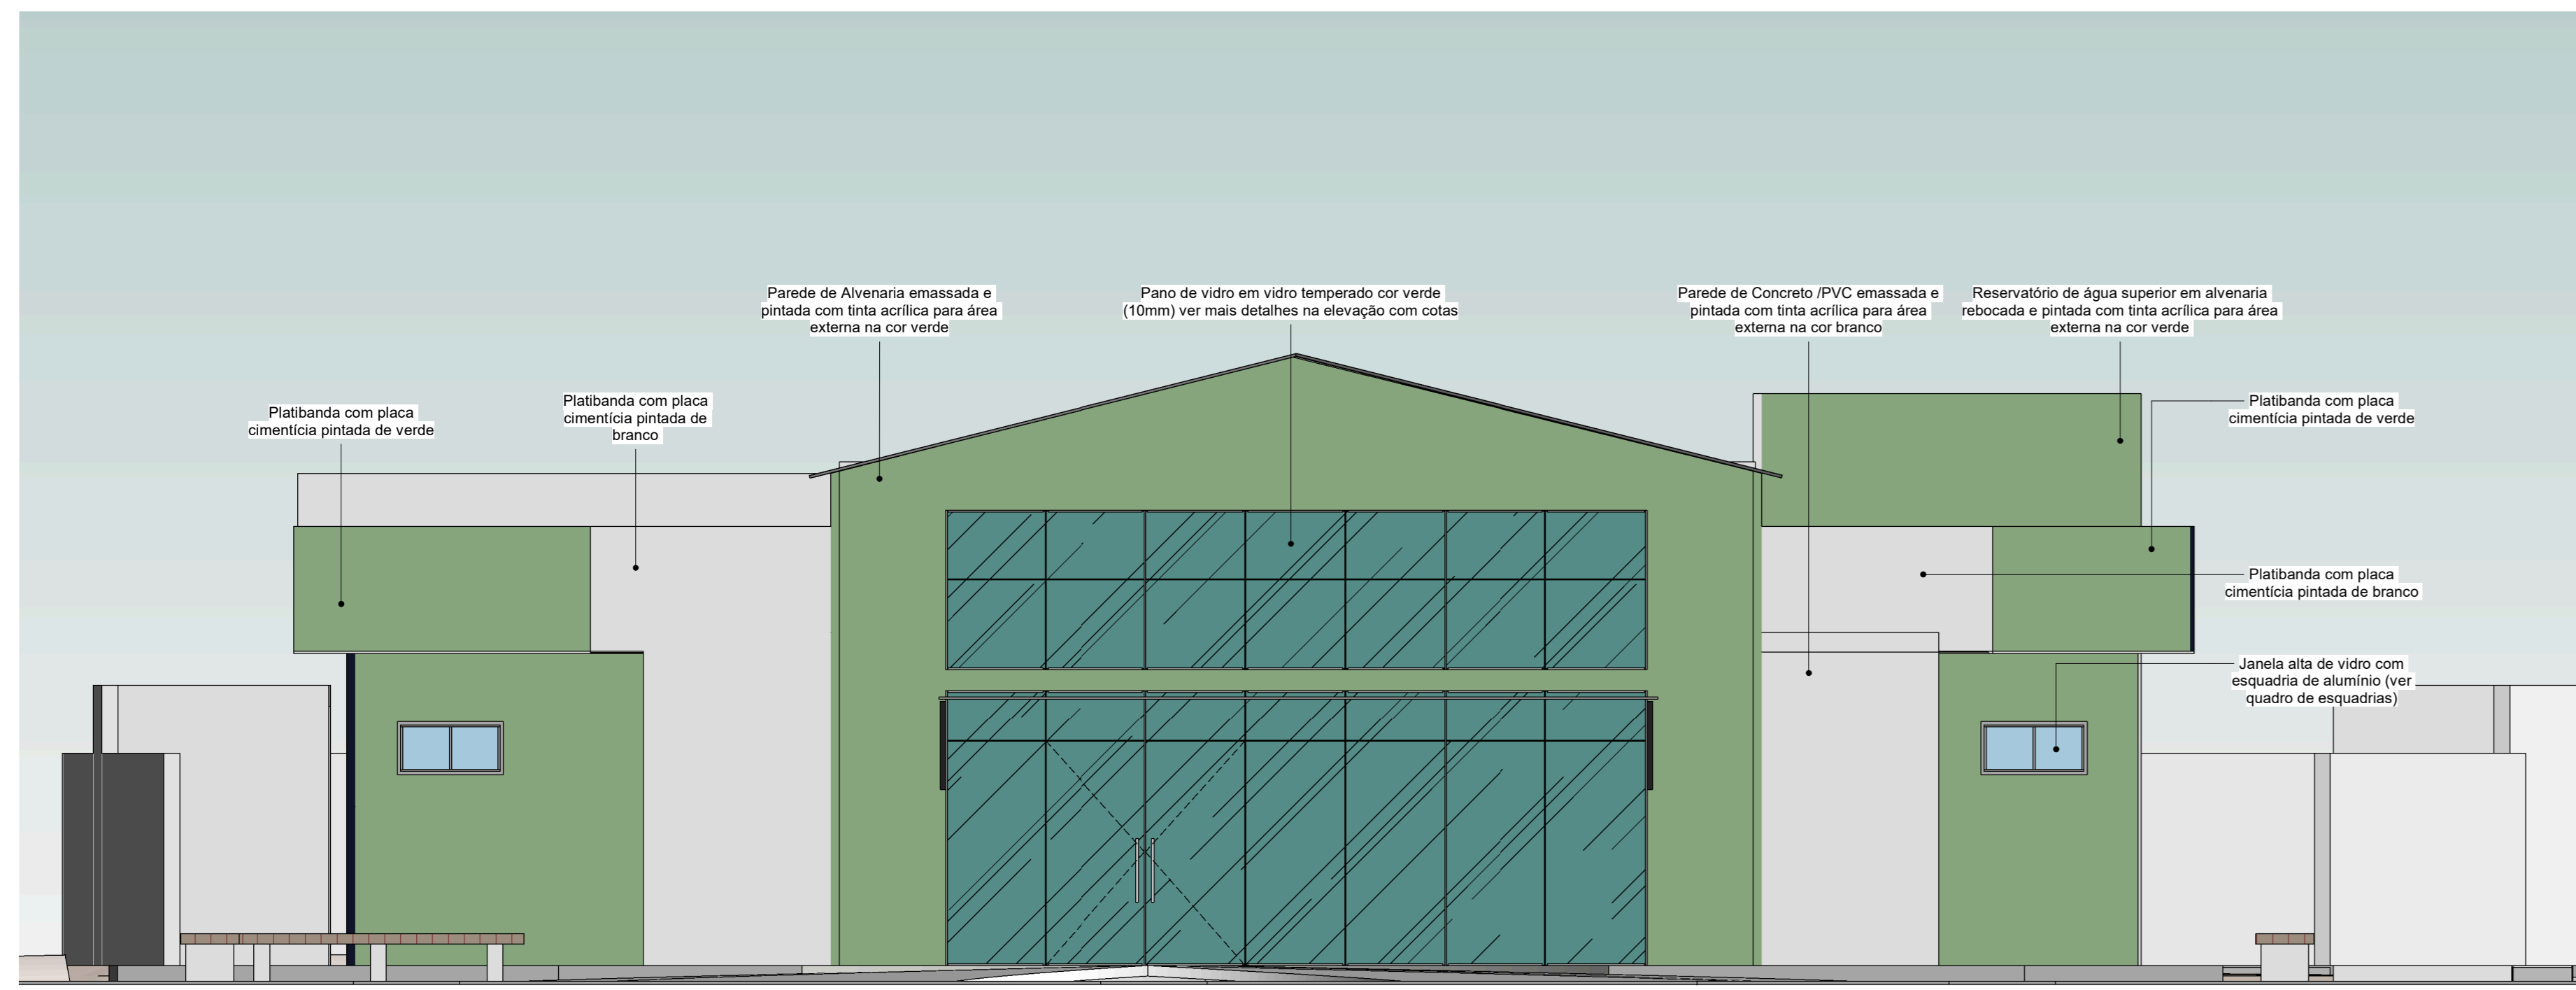 Parede de Alvenaria emassada e
pintada com tinta acrílica para área
externa na cor verde
Pano de vidro em vidro temperado cor verde
(10mm) ver mais detalhes na elevação com cotas
Parede de Concreto /PVC emassada e
pintada com tinta acrílica para área
externa na cor branco
Reservatório de água superior em alvenaria
rebocada e pintada com tinta acrílica para área
externa na cor verde
Platibanda com placa
cimentícia pintada de verde
Platibanda com placa
cimentícia pintada de
branco
Platibanda com placa
cimentícia pintada de verde
Platibanda com placa
cimentícia pintada de branco
Janela alta de vidro com
esquadria de alumínio (ver
quadro de esquadrias)